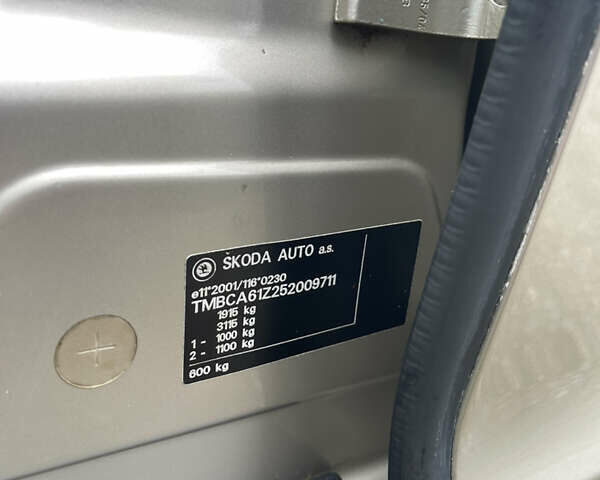 ŠKODA AUTO a.s.
e11*2001/116*0230
TMBCA61Z252009711
1915 kg
3115 kg
1 - 1000 kg
2 - 1100 kg
600 kg